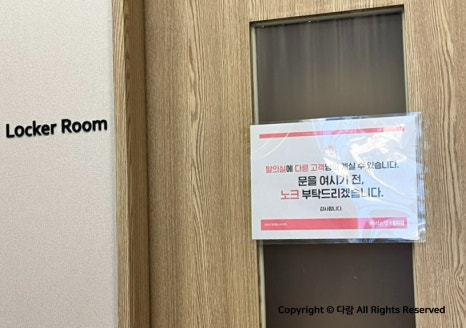 Locker Room
탈의실에 다른 고객님이 계실 수 있습니다.
문을 여시기 전,
노크 부탁드리겠습니다.
감사합니다.
Copyright © 다람 All Rights Reserved